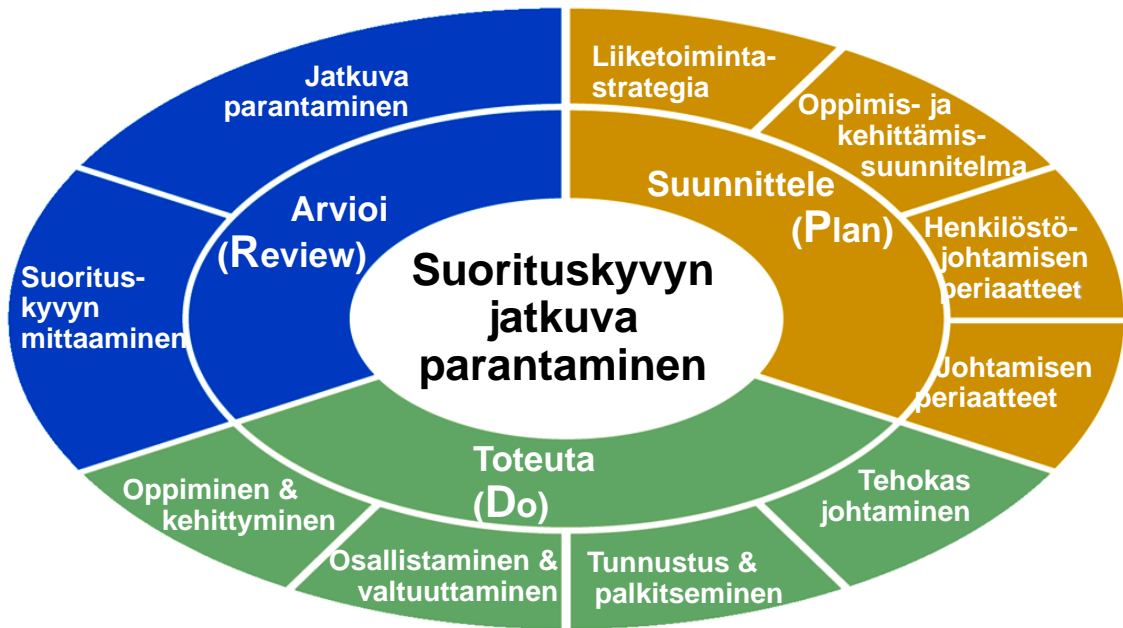 Suorituskyvyn
jatkuva
parantaminen
Suunnittele
(Plan)
Liiketoiminta-
strategia
Oppimis- ja
kehittämis-
suunnitelma
Henkilöstö-
johtamisen
periaatteet
Johtamisen
periaatteet
Toteuta
(Do)
Tehokas
johtaminen
Tunnustus &
palkitseminen
Osallistaminen &
valtuuttaminen
Oppiminen &
kehittyminen
Arvioi
(Review)
Suoritus-
kyvyn
mittaaminen
Jatkuva
parantaminen